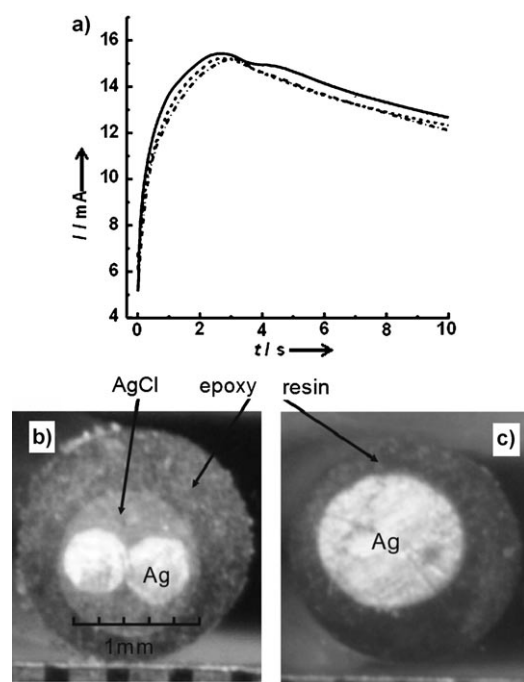 a)
16
14
12
10
8
6
4
I / mA
0 2 4 6 8 10
t / s
AgCl epoxy resin
b)
Ag
1mm
c)
Ag